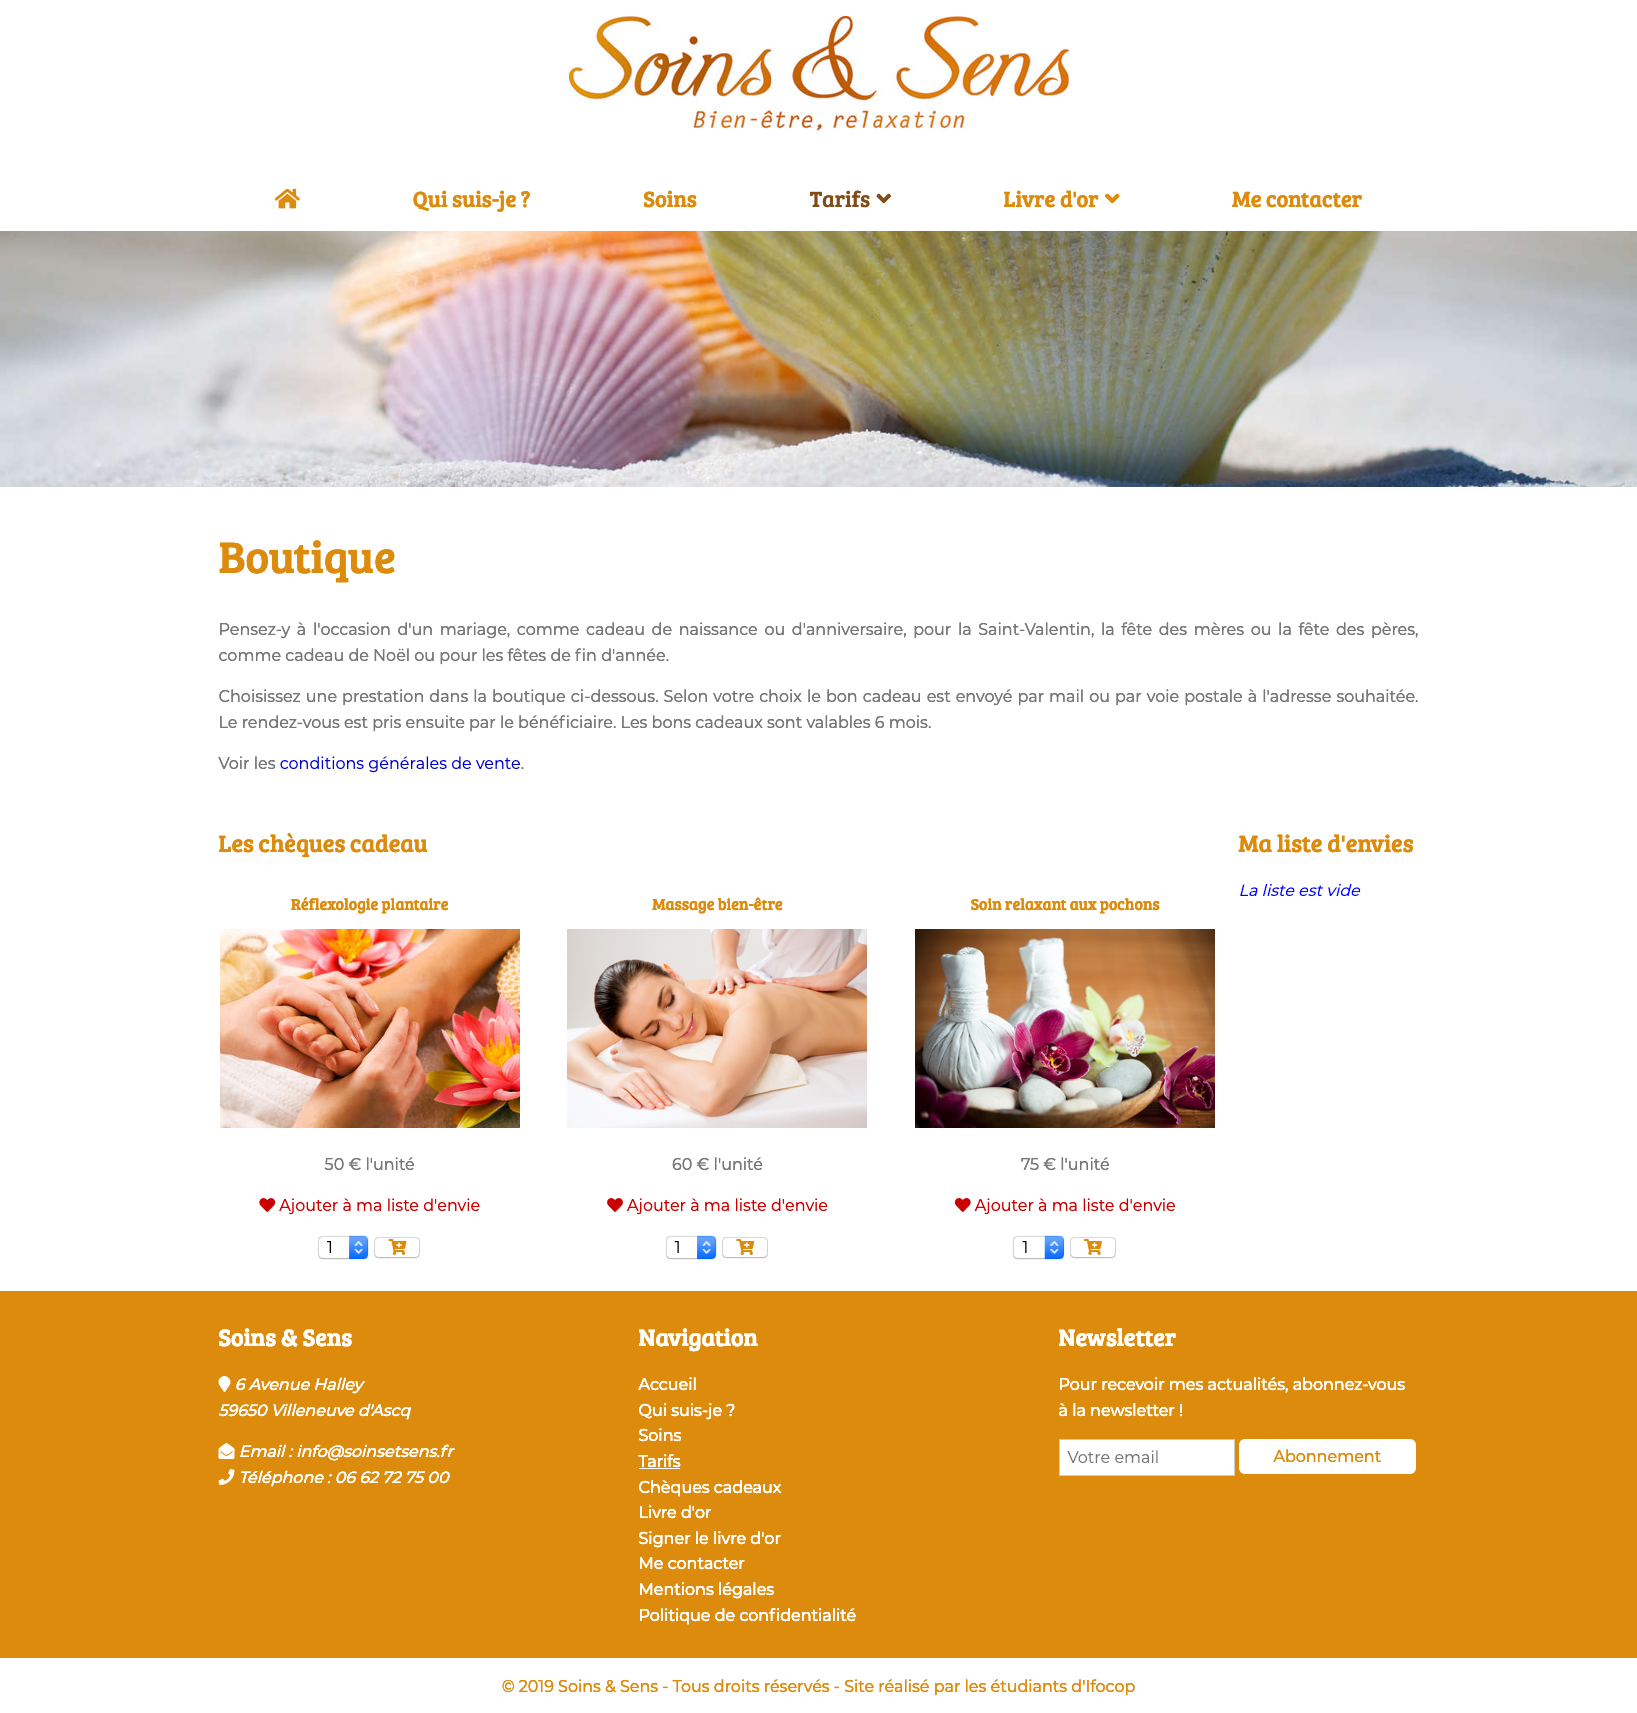 Soins & Sens
Bien-être, relaxation
Qui suis-je ? Soins Tarifs Livre d'or Me contacter
Boutique
Pensez-y à l'occasion d'un mariage, comme cadeau de naissance ou d'anniversaire, pour la Saint-Valentin, la fête des mères ou la fête des pères,
comme cadeau de Noël ou pour les fêtes de fin d'année.
Choisissez une prestation dans la boutique ci-dessous. Selon votre choix le bon cadeau est envoyé par mail ou par voie postale à l'adresse souhaitée.
Le rendez-vous est pris ensuite par le bénéficiaire. Les bons cadeaux sont valables 6 mois.
Voir les conditions générales de vente.
Les chèques cadeau
Réflexologie plantaire
50 € l'unité
Ajouter à ma liste d'envie
1
Massage bien-être
60 € l'unité
Ajouter à ma liste d'envie
1
Soin relaxant aux pochons
75 € l'unité
Ajouter à ma liste d'envie
1
Ma liste d'envies
La liste est vide
Soins & Sens
6 Avenue Halley
59650 Villeneuve d'Ascq
Email : info@soinsetsens.fr
Téléphone : 06 62 72 75 00
Navigation
Accueil
Qui suis-je ?
Soins
Tarifs
Chèques cadeaux
Livre d'or
Signer le livre d'or
Me contacter
Mentions légales
Politique de confidentialité
Newsletter
Pour recevoir mes actualités, abonnez-vous
à la newsletter !
Votre email Abonnement
© 2019 Soins & Sens - Tous droits réservés - Site réalisé par les étudiants d'Ifocop